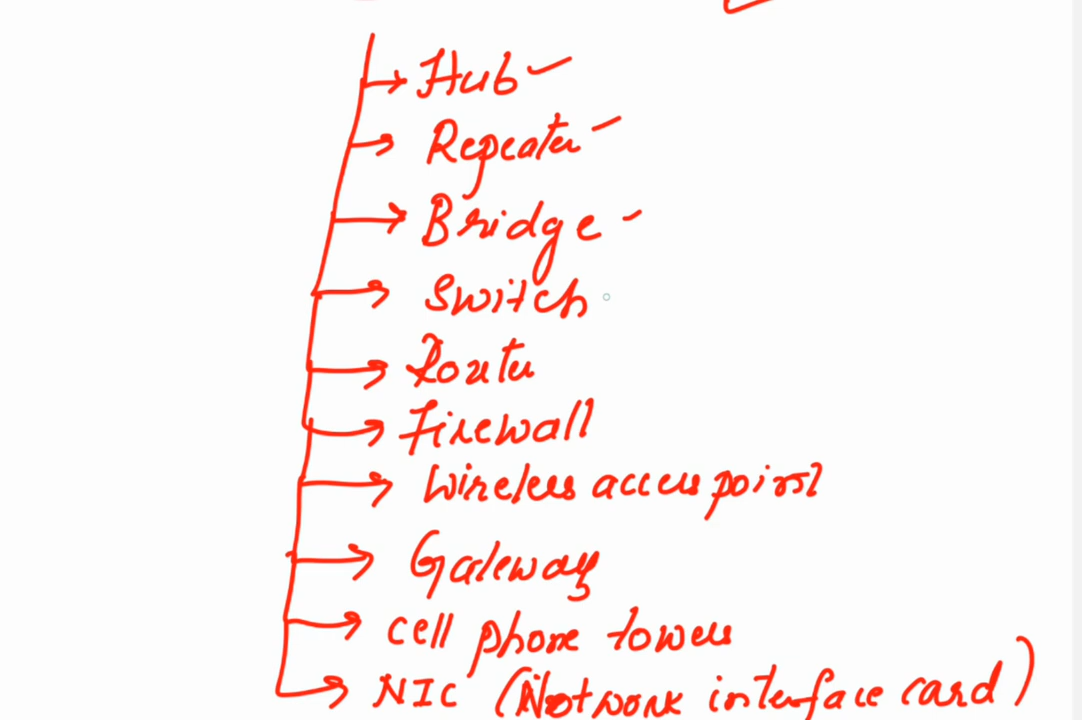 Hub
Repeater
Bridge
Switch
Router
Firewall
Wireless access point
Gateway
cell phone towers
NIC (Network interface card)